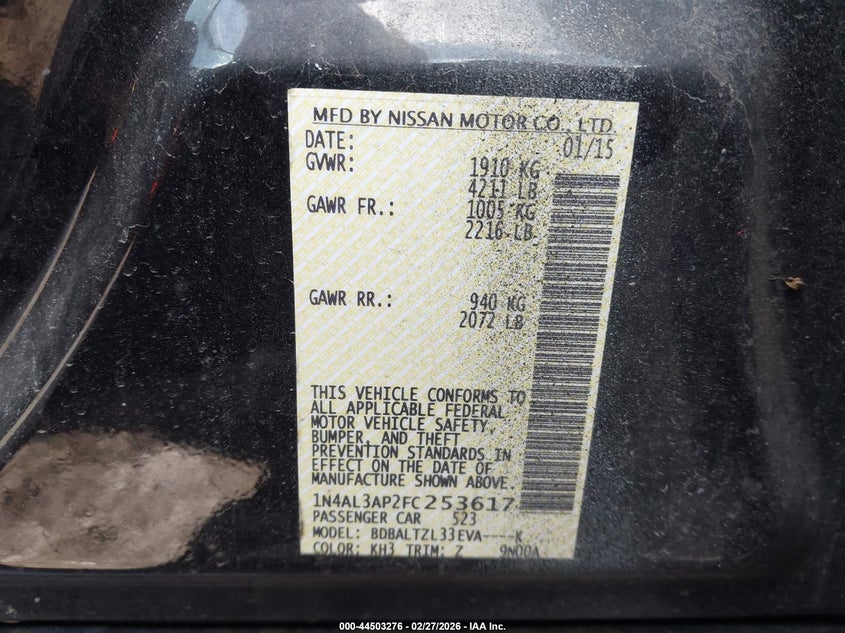 MFD BY NISSAN MOTOR CO., LTD.
DATE: 01/15
GVWR: 1910 KG
4211 LB
GAWR FR.: 1005 KG
2216 LB
GAWR RR.: 940 KG
2072 LB
THIS VEHICLE CONFORMS TO
ALL APPLICABLE FEDERAL
MOTOR VEHICLE SAFETY,
BUMPER, AND THEFT
PREVENTION STANDARDS IN
EFFECT ON THE DATE OF
MANUFACTURE SHOWN ABOVE.
1N4AL3AP2FC253617
PASSENGER CAR 523
MODEL: BDBALTZL33EVA----K
COLOR: KH3 TRIM: Z 9N00A
000-44503276 - 02/27/2026 - IAA Inc.